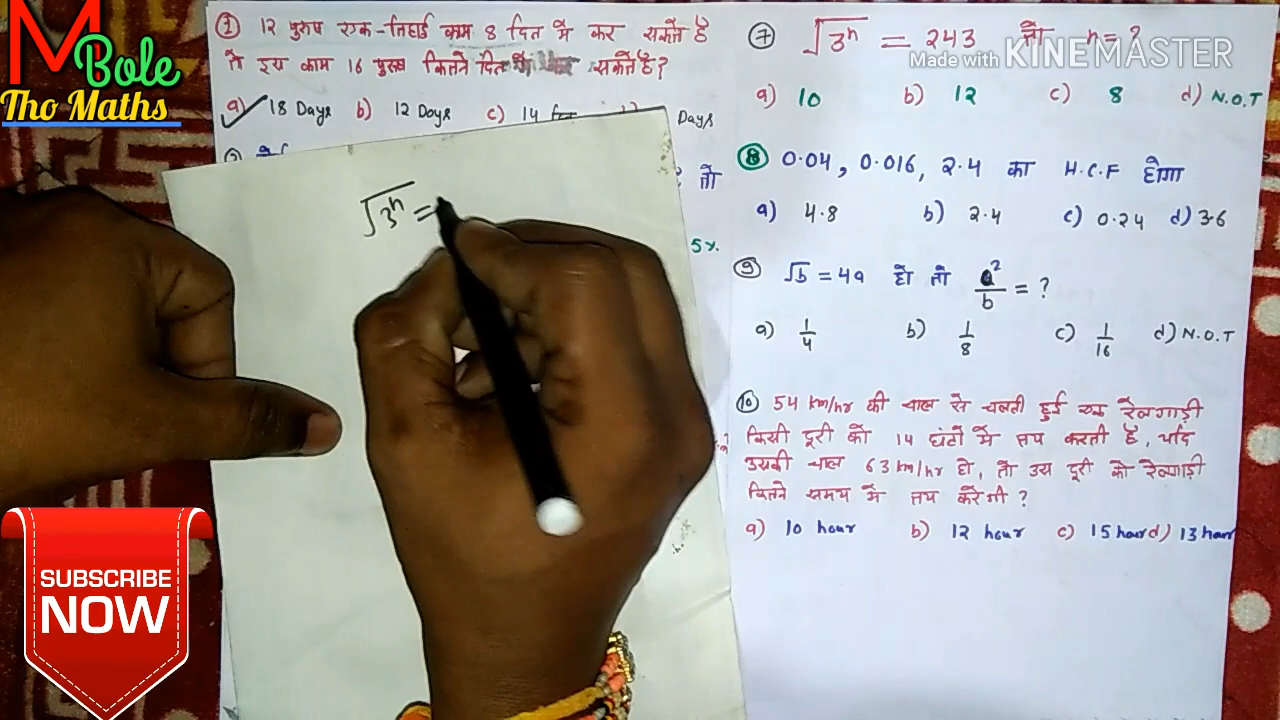 M Bole
Tho Maths
① 12 पुरुष एक-तिहाई काम 8 दिन में कर सकते है
तो इस काम 16 पुरुष कितने दिन में सकते है?
a) 18 Days b) 12 Days c) 14 दिन Days
तो
5%
√3ⁿ =
⑦ √3ⁿ = 243 तो n = ?
Made with KINEMASTER
a) 10 b) 12 c) 8 d) N.O.T
⑧ 0.04, 0.016, 2.4 का H.C.F होगा
a) 4.8 b) 2.4 c) 0.24 d) 3.6
⑨ √b = 4a हो तो a²/b = ?
a) 1/4 b) 1/8 c) 1/16 d) N.O.T
⑩ 54 km/hr की चाल से चलती हुई एक रेलगाड़ी
किसी दूरी को 14 घंटो में तय करती है, यदि
उसकी चाल 63 km/hr हो, तो उस दूरी को रेलगाड़ी
कितने समय में तय करेगी ?
a) 10 hour b) 12 hour c) 15 hour d) 13 hour
SUBSCRIBE
NOW